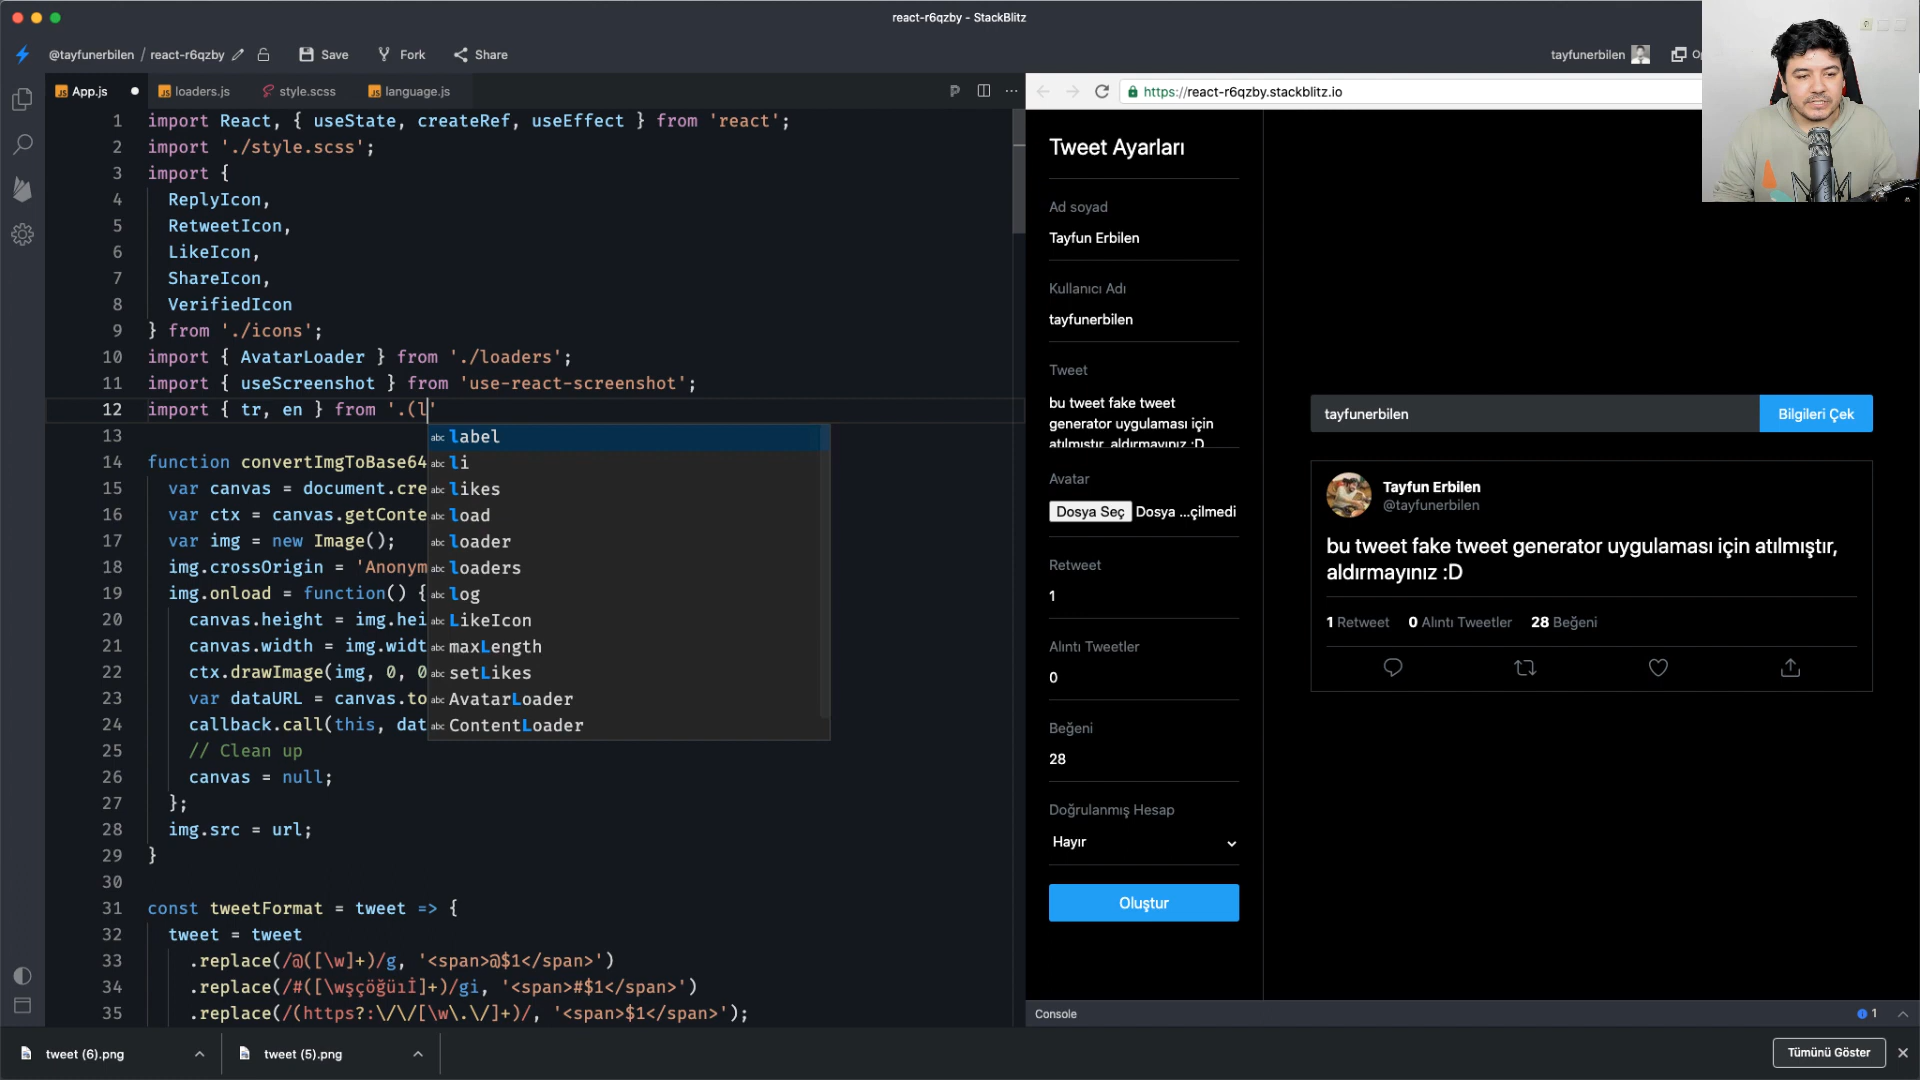 react-r6qzby - StackBlitz
@tayfunerbilen / react-r6qzby
Save
Fork
Share
tayfunerbilen
App.js
loaders.js
style.scss
language.js
https://react-r6qzby.stackblitz.io
1 import React, { useState, createRef, useEffect } from 'react';
2 import './style.scss';
3 import {
4 ReplyIcon,
5 RetweetIcon,
6 LikeIcon,
7 ShareIcon,
8 VerifiedIcon
9 } from './icons';
10 import { AvatarLoader } from './loaders';
11 import { useScreenshot } from 'use-react-screenshot';
12 import { tr, en } from '.(l'
13
14 function convertImgToBase64
15 var canvas = document.cre
16 var ctx = canvas.getConte
17 var img = new Image();
18 img.crossOrigin = 'Anonym
19 img.onload = function() {
20 canvas.height = img.hei
21 canvas.width = img.widt
22 ctx.drawImage(img, 0, 0
23 var dataURL = canvas.to
24 callback.call(this, dat
25 // Clean up
26 canvas = null;
27 };
28 img.src = url;
29 }
30
31 const tweetFormat = tweet => {
32 tweet = tweet
33 .replace(/@([\w]+)/g, '<span>@$1</span>')
34 .replace(/#([\wşçöğüıİ]+)/gi, '<span>#$1</span>')
35 .replace(/(https?:\/\/[\w\.\/]+)/, '<span>$1</span>');
abc label
abc li
abc likes
abc load
abc loader
abc loaders
abc log
abc LikeIcon
abc maxLength
abc setLikes
abc AvatarLoader
abc ContentLoader
Tweet Ayarları
Ad soyad
Tayfun Erbilen
Kullanıcı Adı
tayfunerbilen
Tweet
bu tweet fake tweet
generator uygulaması için
atılmıştır, aldırmayınız :D
Avatar
Dosya Seç Dosya ...çilmedi
Retweet
1
Alıntı Tweetler
0
Beğeni
28
Doğrulanmış Hesap
Hayır
Oluştur
tayfunerbilen
Bilgileri Çek
Tayfun Erbilen
@tayfunerbilen
bu tweet fake tweet generator uygulaması için atılmıştır,
aldırmayınız :D
1 Retweet 0 Alıntı Tweetler 28 Beğeni
Console
1
tweet (6).png
tweet (5).png
Tümünü Göster